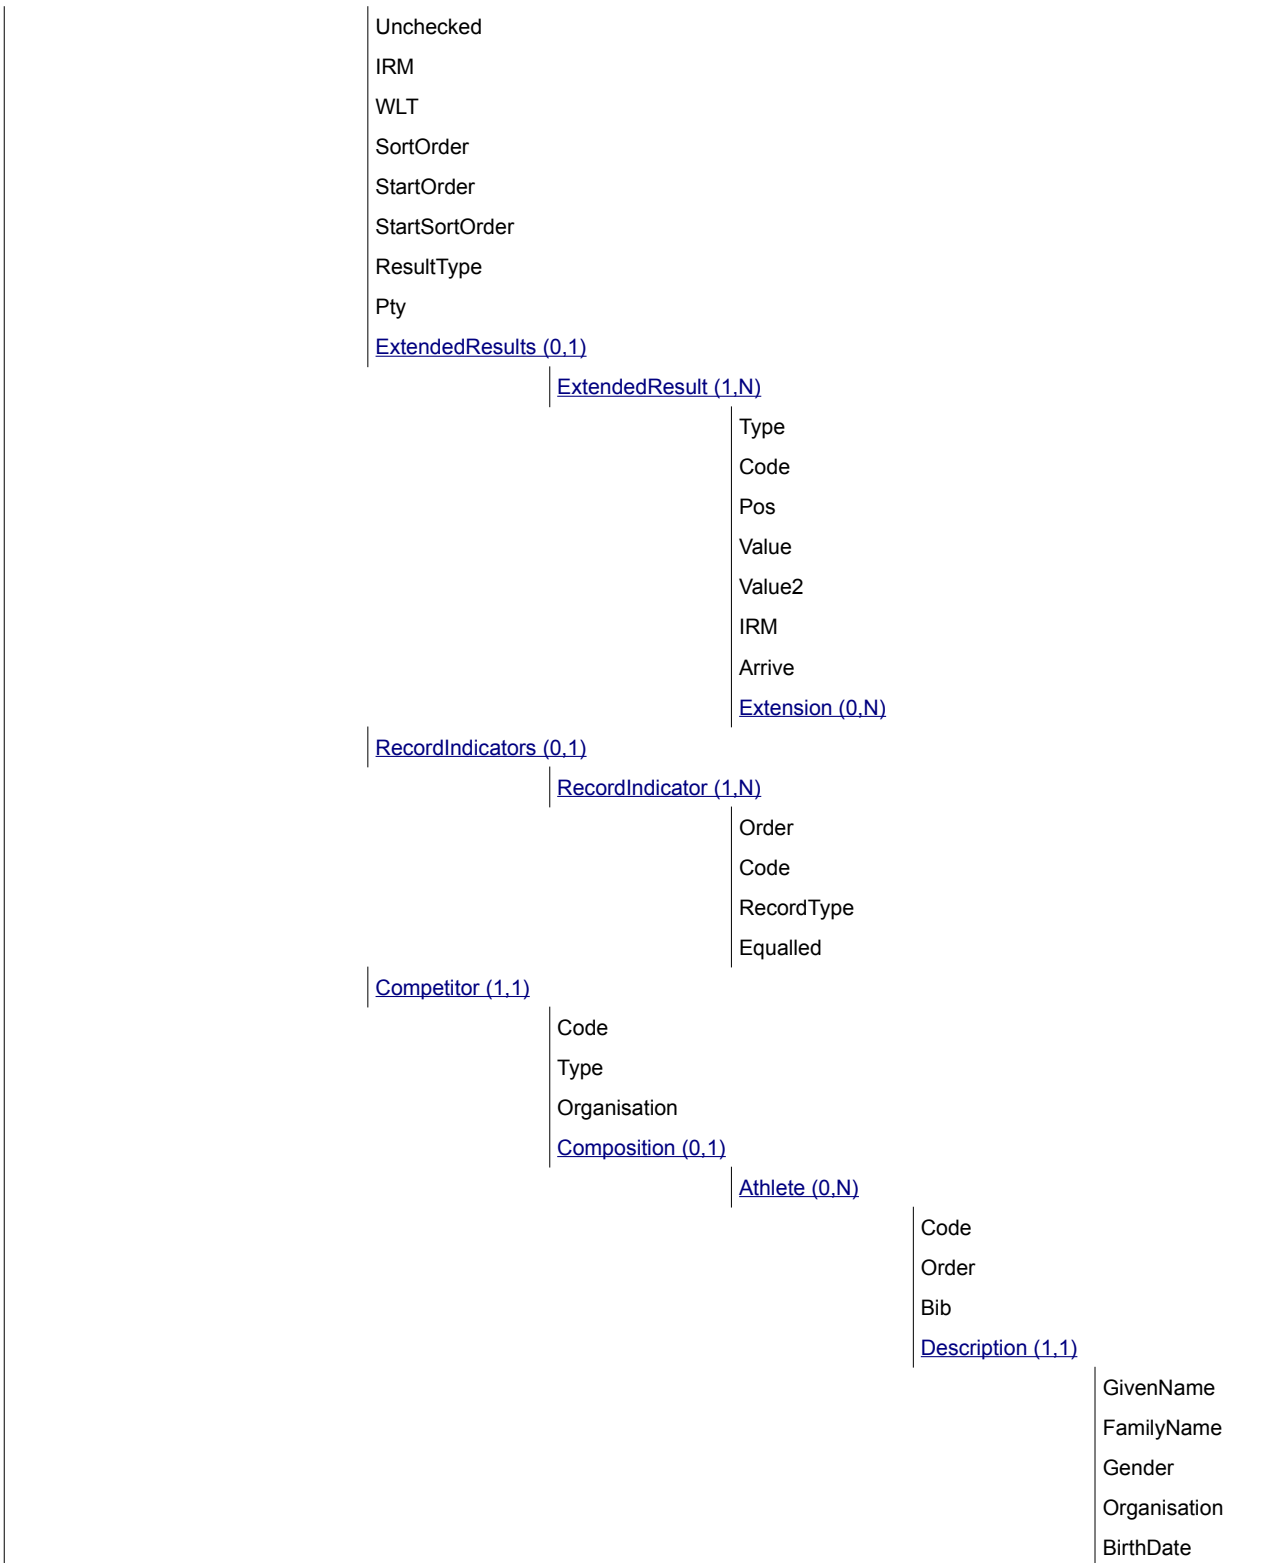 Unchecked
IRM
WLT
SortOrder
StartOrder
StartSortOrder
ResultType
Pty
ExtendedResults (0,1)
ExtendedResult (1,N)
Type
Code
Pos
Value
Value2
IRM
Arrive
Extension (0,N)
RecordIndicators (0,1)
RecordIndicator (1,N)
Order
Code
RecordType
Equalled
Competitor (1,1)
Code
Type
Organisation
Composition (0,1)
Athlete (0,N)
Code
Order
Bib
Description (1,1)
GivenName
FamilyName
Gender
Organisation
BirthDate